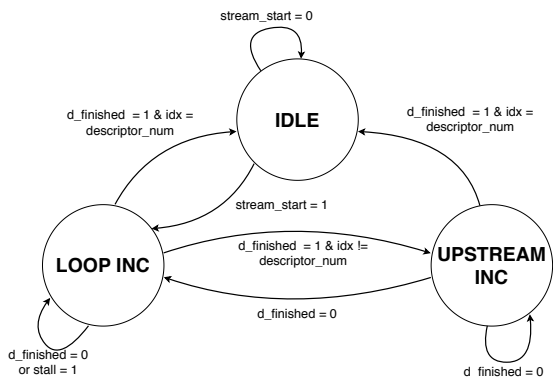 stream_start = 0
d_finished = 1 & idx =
descriptor_num
d_finished = 1 & idx =
descriptor_num
IDLE
stream_start = 1
d_finished = 1 & idx !=
descriptor_num
LOOP INC
UPSTREAM
INC
d_finished = 0
d_finished = 0
or stall = 1
d_finished = 0